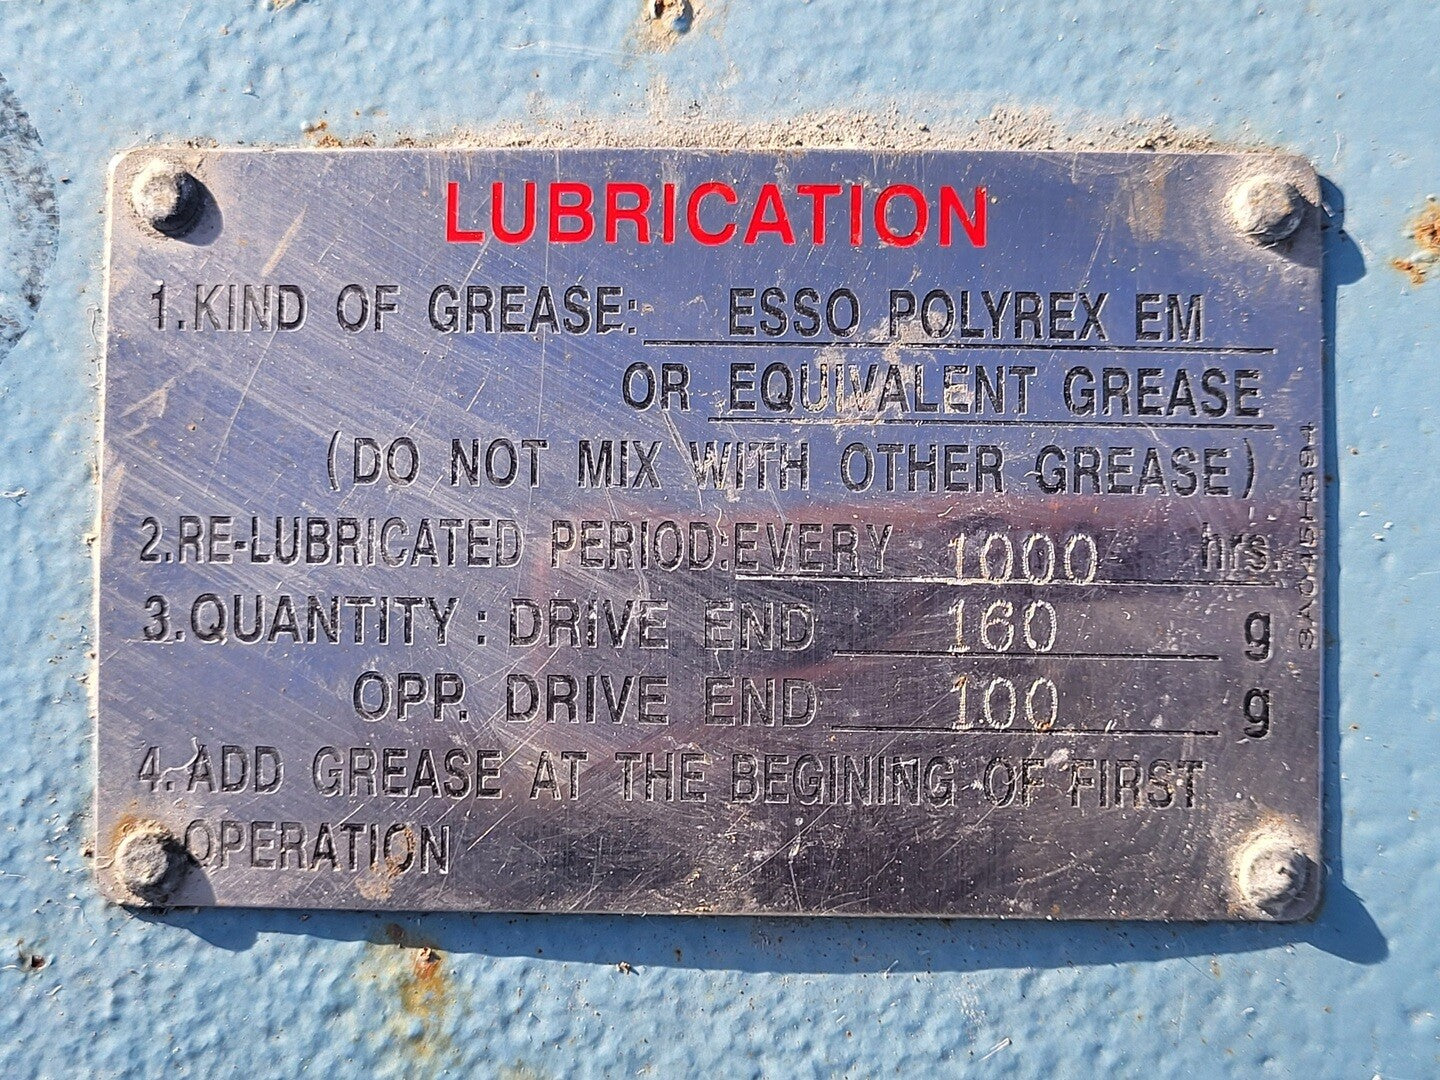 LUBRICATION
1.KIND OF GREASE: ESSO POLYREX EM
OR EQUIVALENT GREASE
(DO NOT MIX WITH OTHER GREASE)
2.RE-LUBRICATED PERIOD:EVERY 1000 hrs.
3.QUANTITY : DRIVE END 160 g
OPP. DRIVE END 100 g
4.ADD GREASE AT THE BEGINING OF FIRST
OPERATION
3A045H394